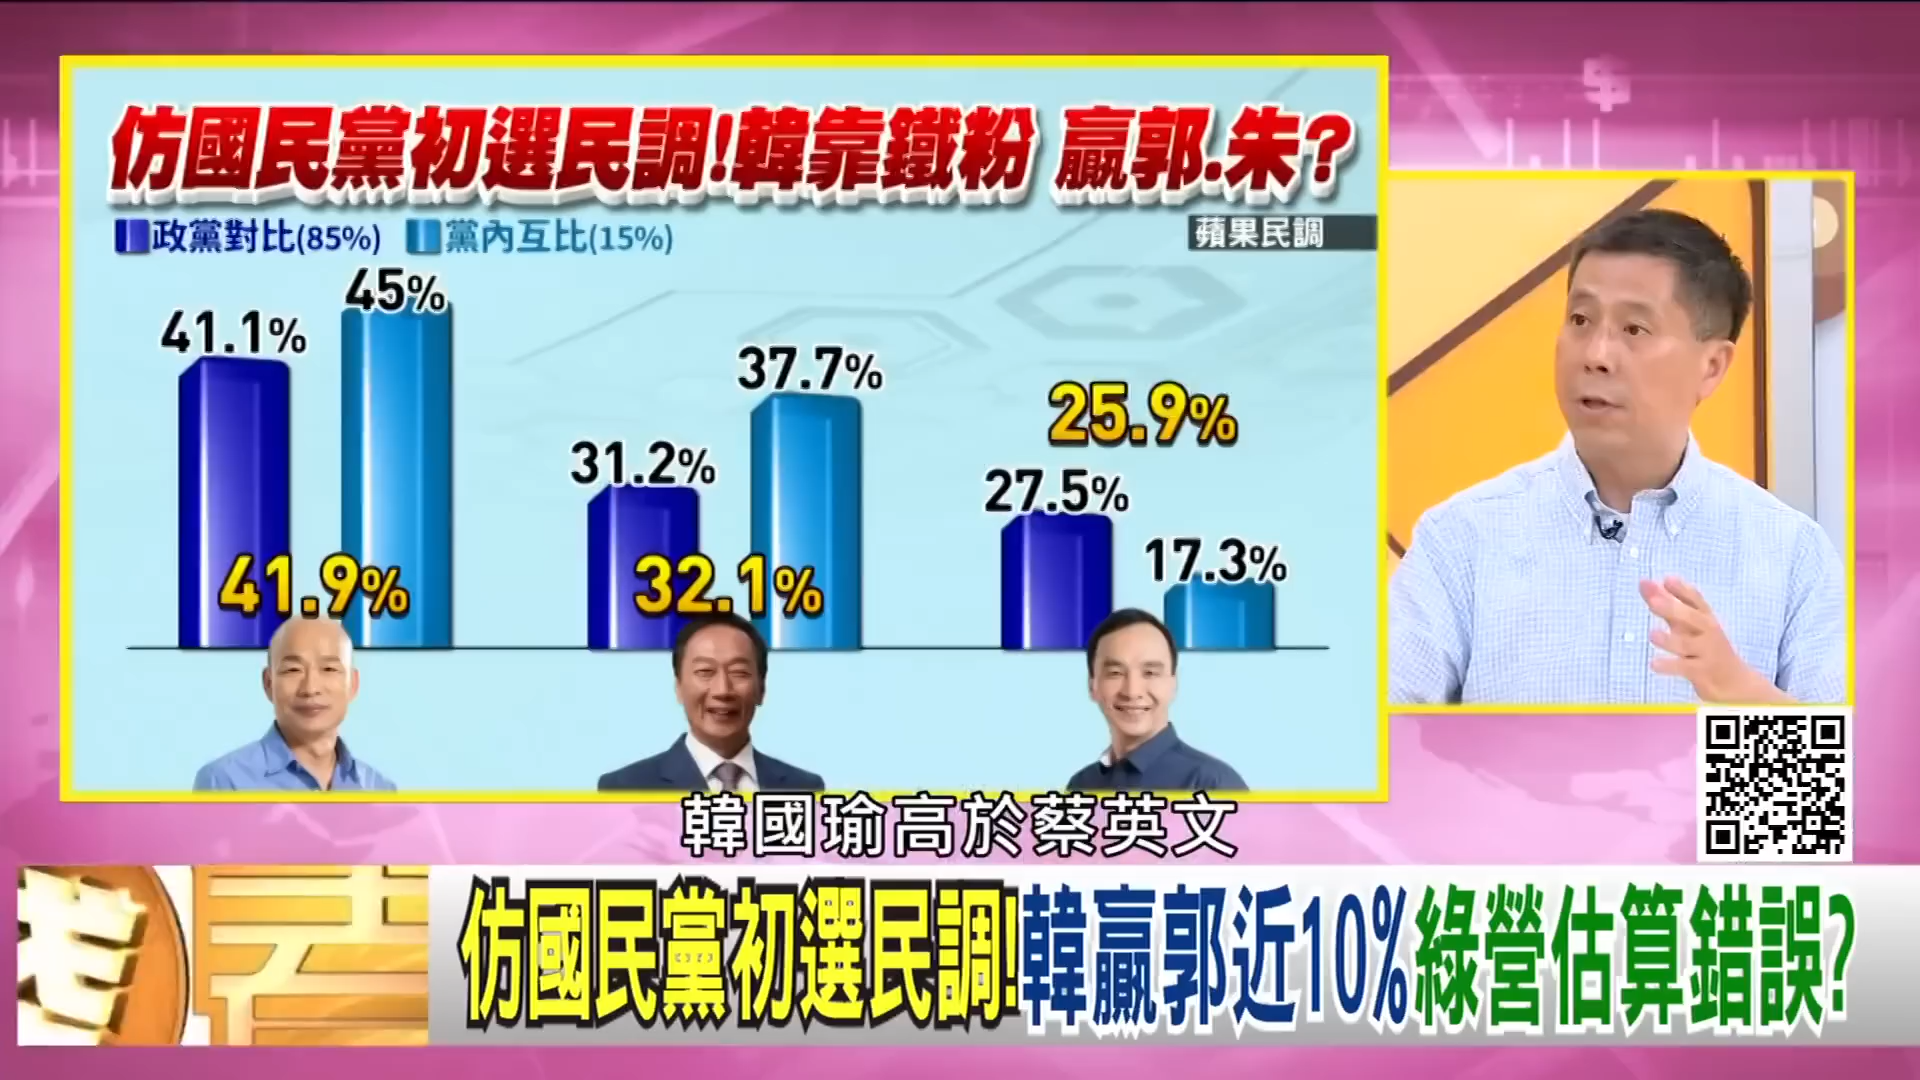 仿國民黨初選民調!韓靠鐵粉 贏郭.朱?
政黨對比(85%) 黨內互比(15%)
蘋果民調
41.1%
45%
41.9%
31.2%
37.7%
32.1%
27.5%
17.3%
25.9%
韓國瑜高於蔡英文
仿國民黨初選民調!韓贏郭近10%綠營估算錯誤?